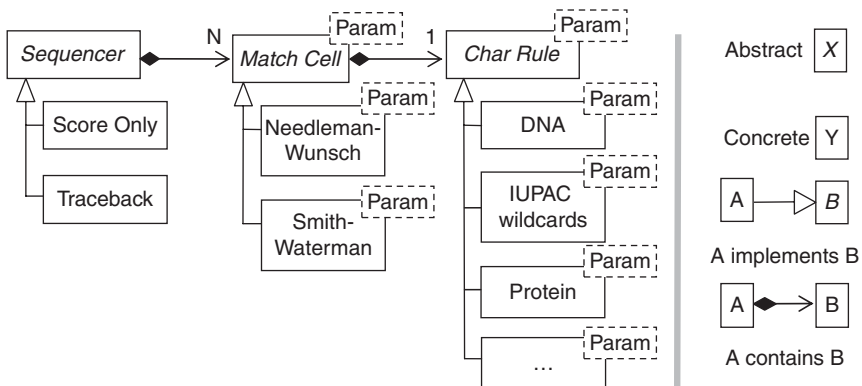 Param
Param
Sequencer
N
Match Cell
1
Char Rule
Param
Param
Score Only
Needleman-
Wunsch
DNA
Param
Param
Traceback
Smith-
Waterman
IUPAC
wildcards
Param
Protein
Param
...
Abstract X
Concrete Y
A B
A implements B
A B
A contains B